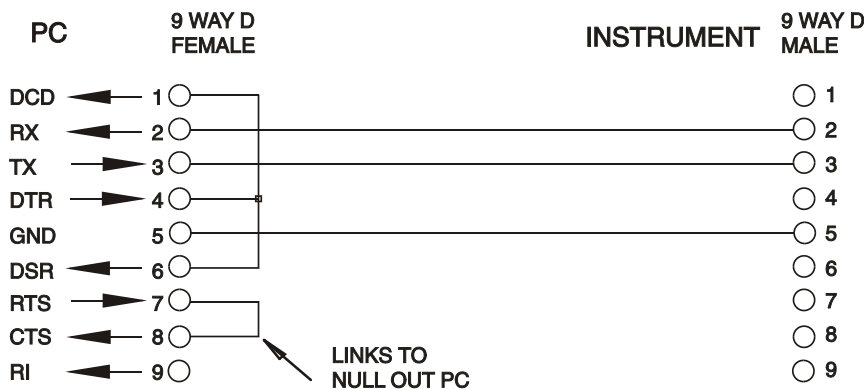 PC
9 WAY D
FEMALE
INSTRUMENT
9 WAY D
MALE
DCD 1 1
RX 2 2
TX 3 3
DTR 4 4
GND 5 5
DSR 6 6
RTS 7 7
CTS 8 8
RI 9 9
LINKS TO
NULL OUT PC